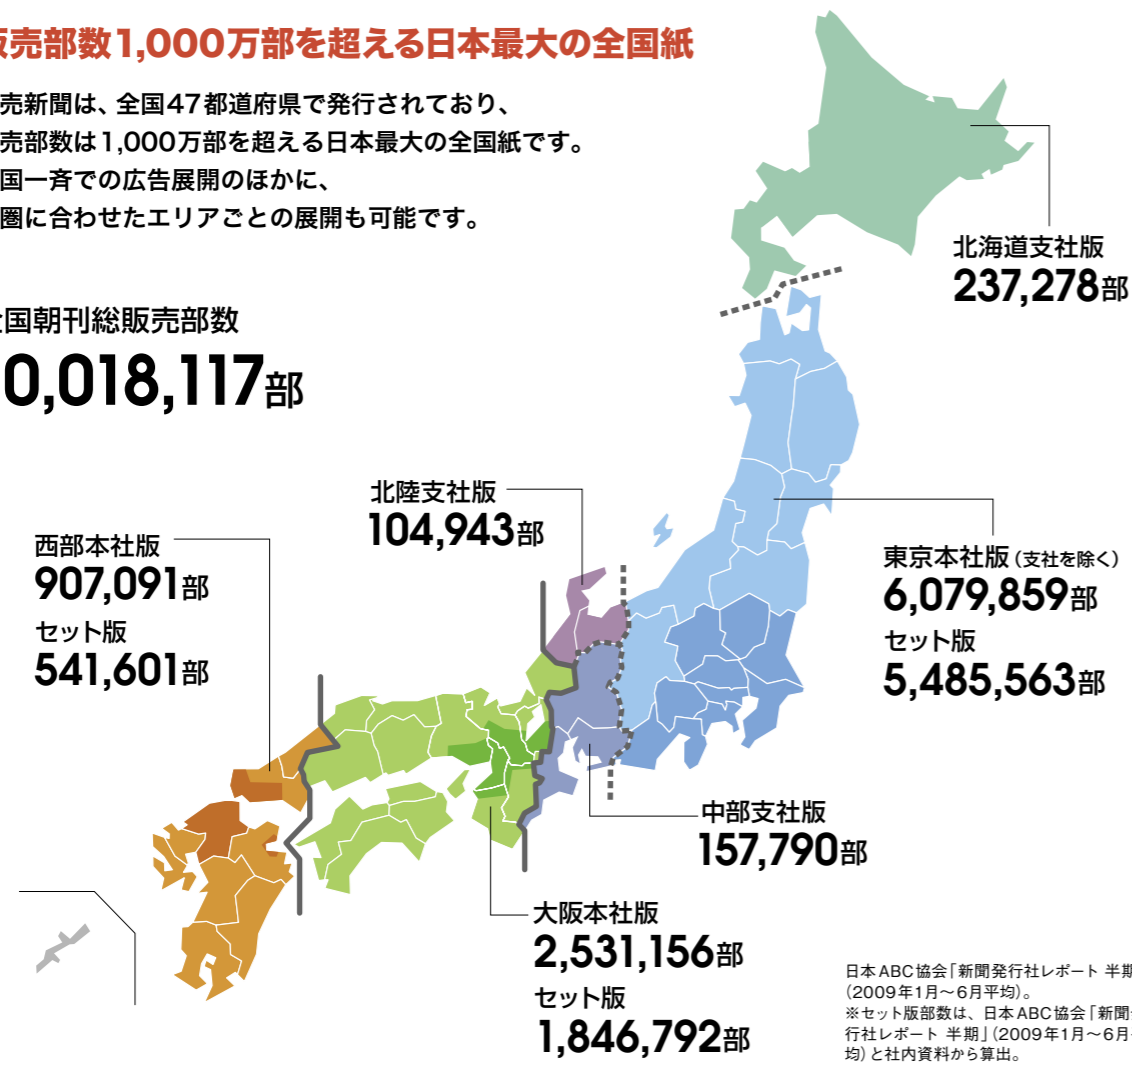 売部数1,000万部を超える日本最大の全国紙
売新聞は、全国47都道府県で発行されており、
売部数は1,000万部を超える日本最大の全国紙です。
国一斉での広告展開のほかに、
圏に合わせたエリアごとの展開も可能です。
国朝刊総販売部数
0,018,117部
北海道支社版
237,278部
北陸支社版
104,943部
西部本社版
907,091部
セット版
541,601部
東京本社版(支社を除く)
6,079,859部
セット版
5,485,563部
中部支社版
157,790部
大阪本社版
2,531,156部
セット版
1,846,792部
日本ABC協会「新聞発行社レポート 半期
(2009年1月〜6月平均)。
※セット版部数は、日本ABC協会「新聞
行社レポート 半期」(2009年1月〜6月
均)と社内資料から算出。